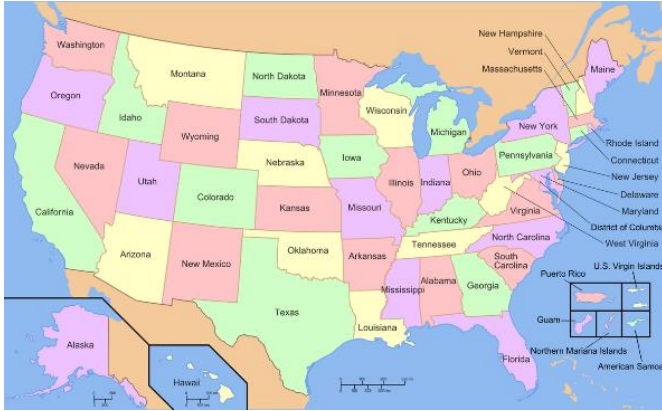 New Hampshire
Vermont
Massachusetts
Washington
Maine
Montana
North Dakota
Minnesota
Oregon
Idaho
Wisconsin
South Dakota
Michigan
New York
Wyoming
Rhode Island
Connecticut
Iowa
Pennsylvania
Nebraska
New Jersey
Nevada
Utah
Illinois
Indiana
Ohio
Delaware
Colorado
Maryland
California
Kansas
Missouri
Virginia
District of Columbia
Kentucky
North Carolina
West Virginia
Tennessee
Arizona
Oklahoma
New Mexico
Arkansas
South
Carolina
U.S. Virgin Islands
Puerto Rico
Mississippi
Alabama
Georgia
Texas
Guam
Louisiana
Alaska
Northern Mariana Islands
Florida
American Samoa
Hawaii